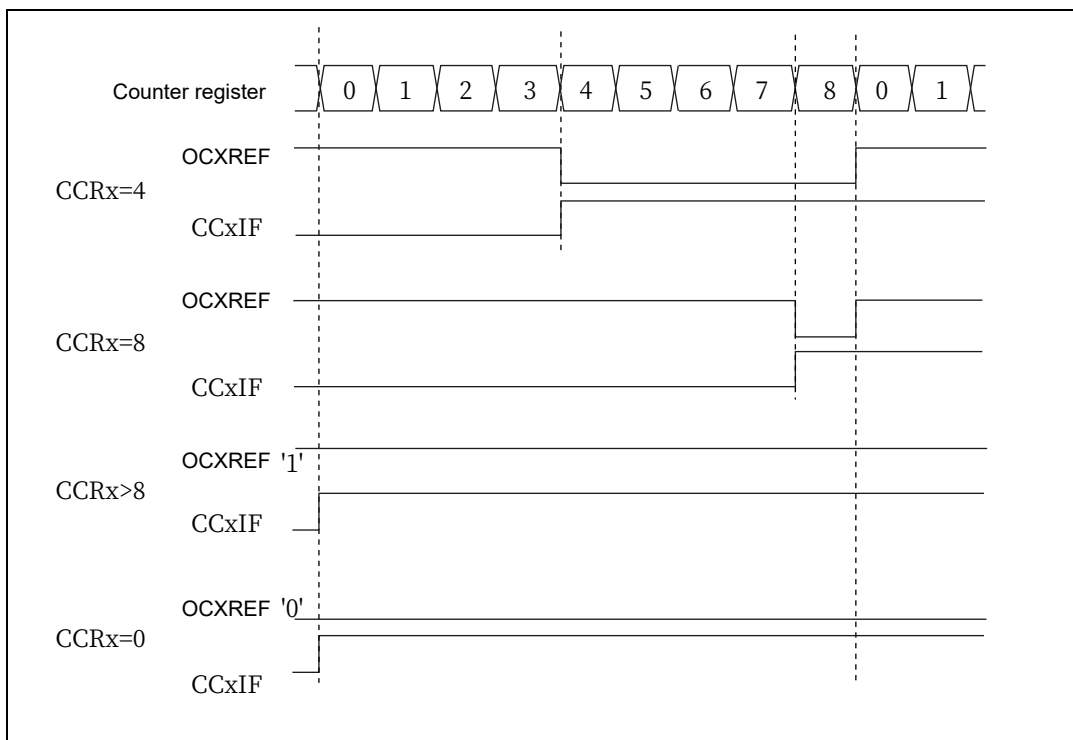 Counter register 0 1 2 3 4 5 6 7 8 0 1
OCXREF
CCRx=4
CCxIF
OCXREF
CCRx=8
CCxIF
OCXREF '1'
CCRx>8
CCxIF
OCXREF '0'
CCRx=0
CCxIF